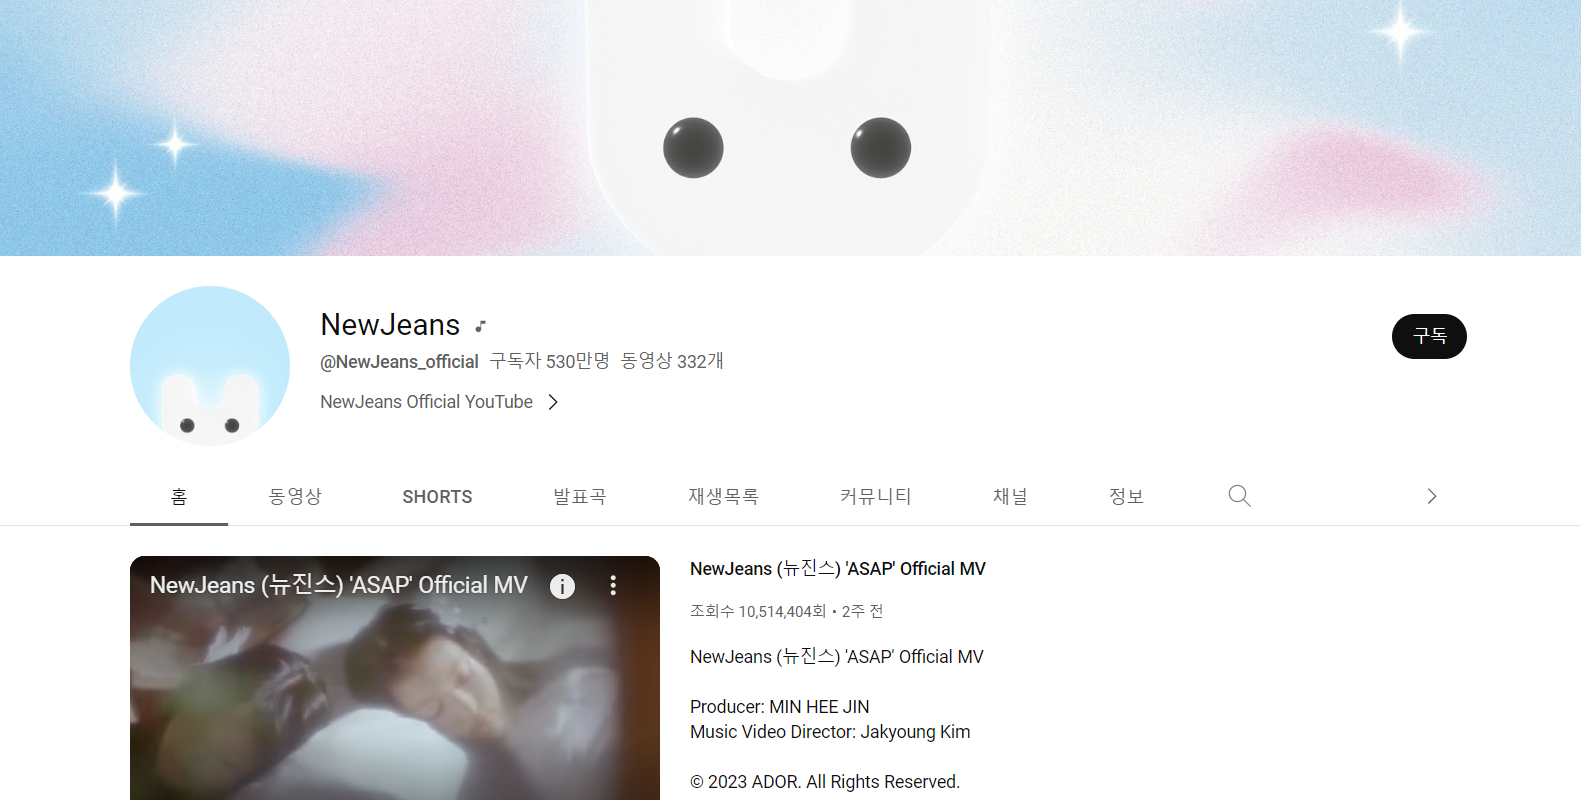 NewJeans
@NewJeans_official 구독자 530만명 동영상 332개
NewJeans Official YouTube
구독
홈 동영상 SHORTS 발표곡 재생목록 커뮤니티 채널 정보
NewJeans (뉴진스) 'ASAP' Official MV
NewJeans (뉴진스) 'ASAP' Official MV
조회수 10,514,404회 • 2주 전
NewJeans (뉴진스) 'ASAP' Official MV
Producer: MIN HEE JIN
Music Video Director: Jakyoung Kim
© 2023 ADOR. All Rights Reserved.